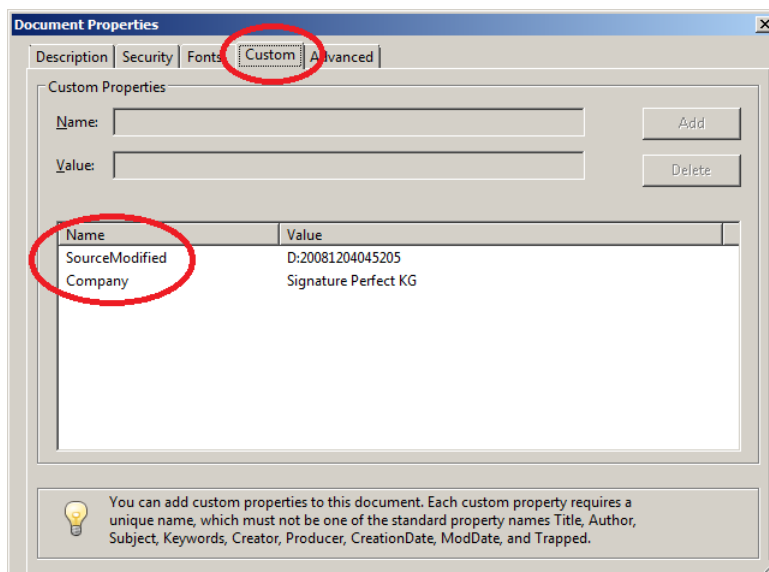 Document Properties
Description Security Fonts Custom Advanced
Custom Properties
Name: Add
Value: Delete
Name Value
SourceModified D:20081204045205
Company Signature Perfect KG
You can add custom properties to this document. Each custom property requires a
unique name, which must not be one of the standard property names Title, Author,
Subject, Keywords, Creator, Producer, CreationDate, ModDate, and Trapped.